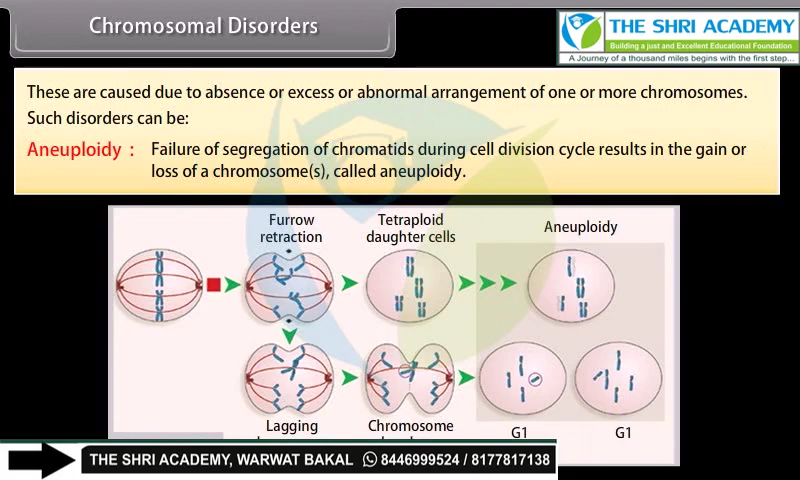 Chromosomal Disorders
THE SHRI ACADEMY
Building a just and Excellent Educational Foundation
A Journey of a thousand miles begins with the first step...
These are caused due to absence or excess or abnormal arrangement of one or more chromosomes.
Such disorders can be:
Aneuploidy : Failure of segregation of chromatids during cell division cycle results in the gain or
loss of a chromosome(s), called aneuploidy.
Furrow
retraction
Tetraploid
daughter cells
Aneuploidy
Lagging
Chromosome
G1
G1
THE SHRI ACADEMY, WARWAT BAKAL 8446999524 / 8177817138